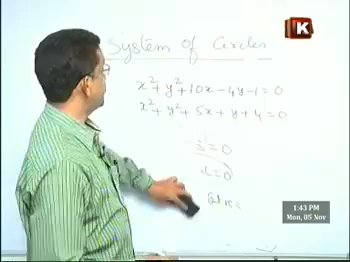 K
System of Circles
x² + y² + 10x - 4y - 1 = 0
x² + y² + 5x + y + 4 = 0
s' = 0
= 0
1:43 PM
Mon, 05 Nov